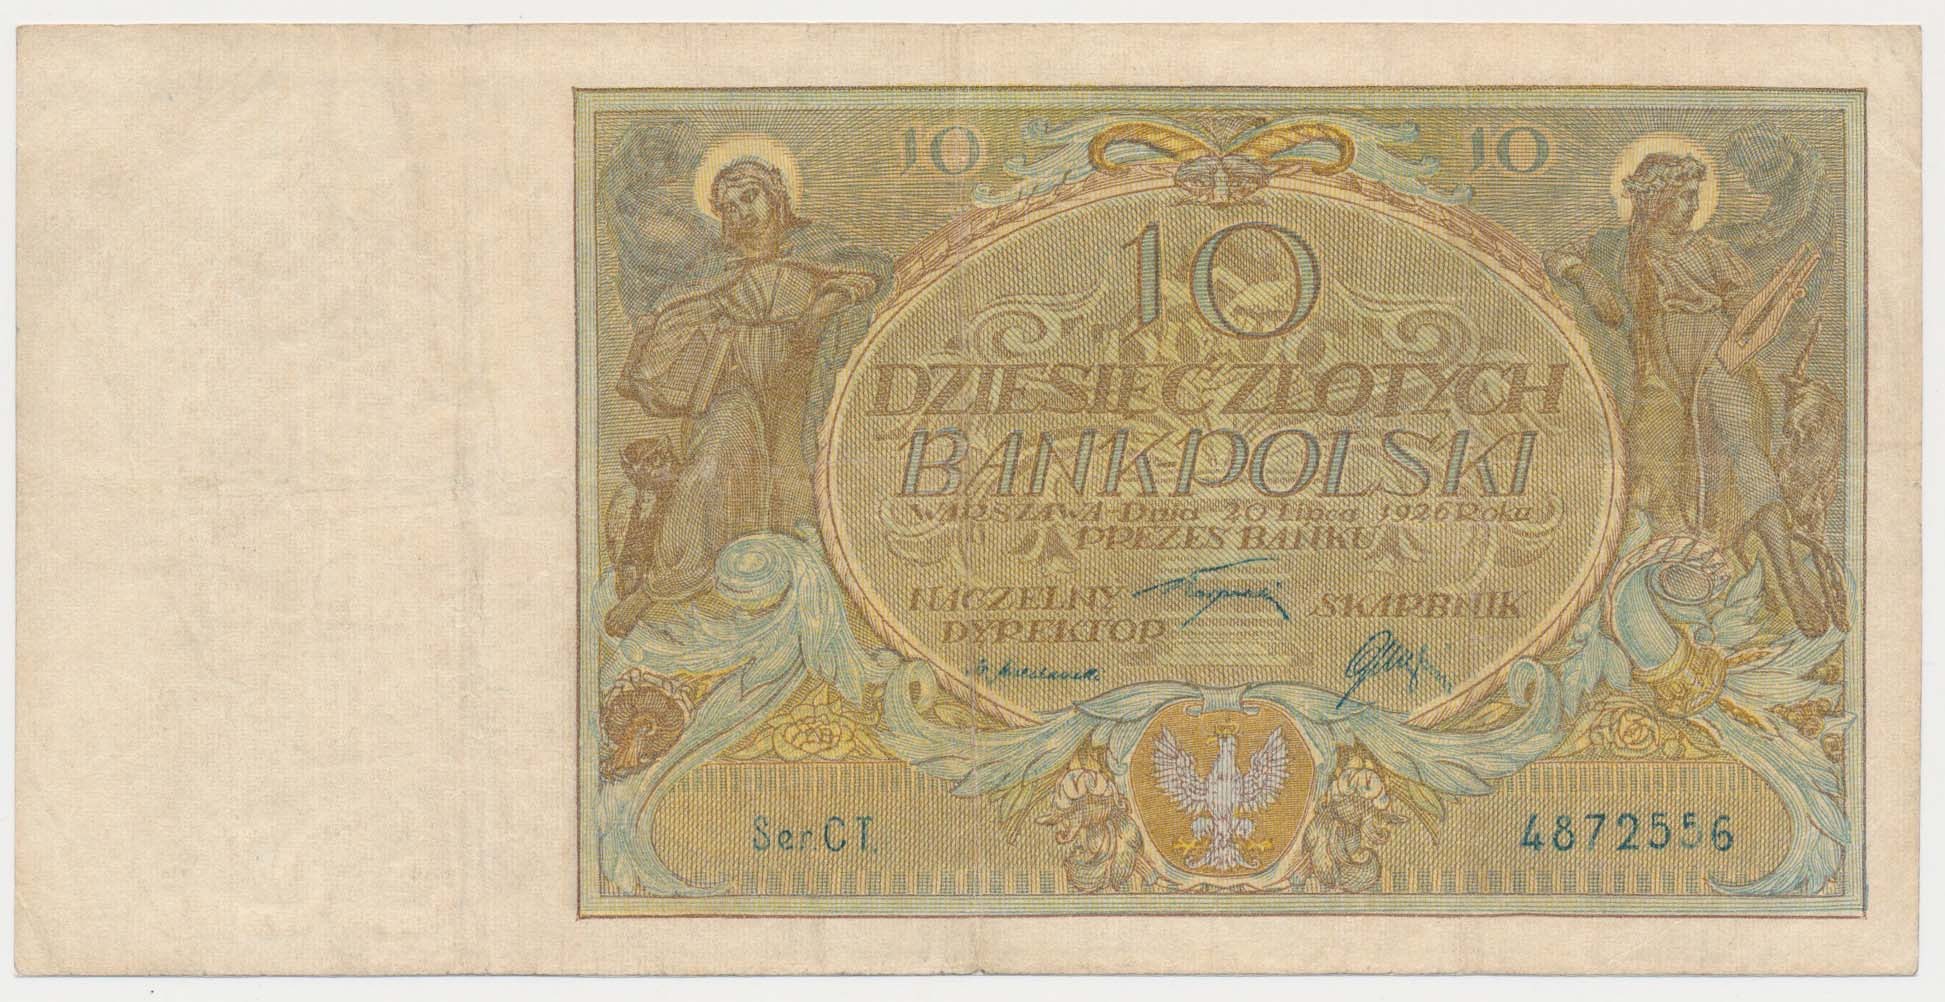 10 10
10
DZIESIĘĆ ZŁOTYCH
BANK POLSKI
WARSZAWA Dnia 20 Lipca 1926 Roku
PREZES BANKU
NACZELNY SKARBNIK
DYREKTOR
Ser. CT. 4872556